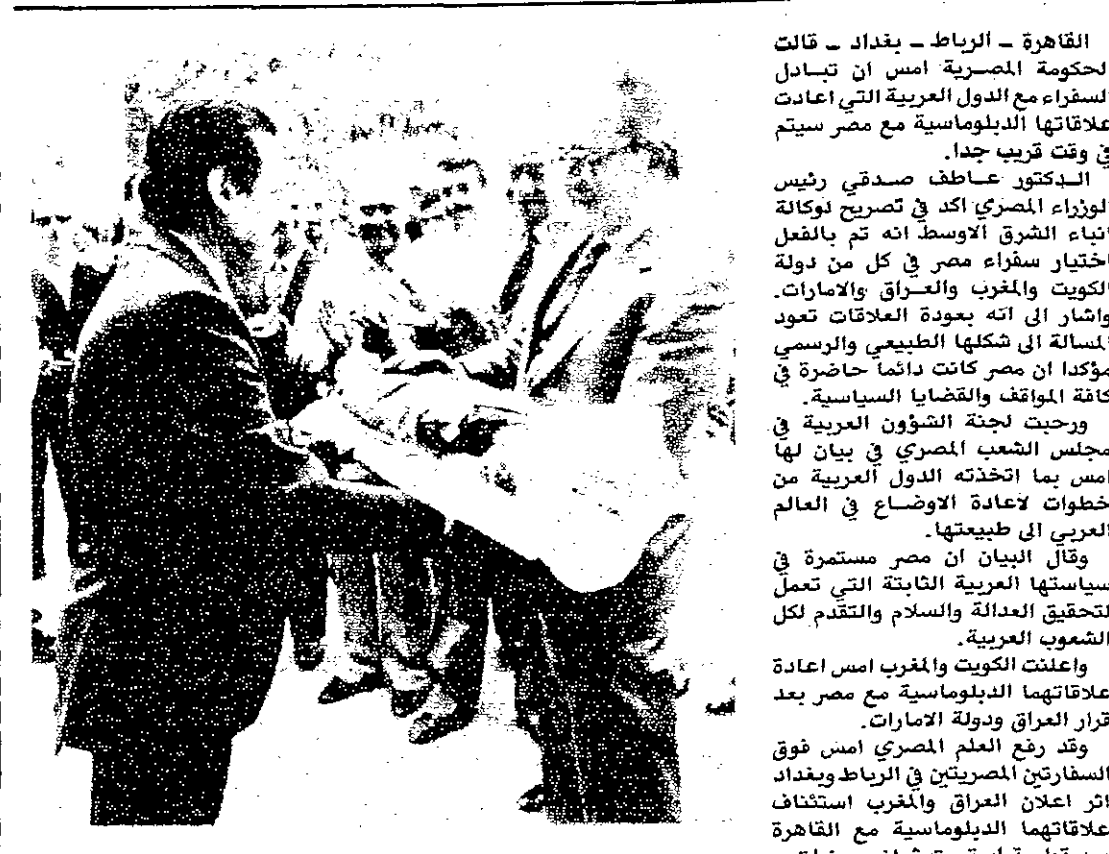 القاهرة ـ الرباط ـ بغداد ـ قالت
الحكومة المصرية امس ان تبادل
السفراء مع الدول العربية التي اعادت
علاقاتها الدبلوماسية مع مصر سيتم
في وقت قريب جدا.
الدكتور عاطف صدقي رئيس
الوزراء المصري اكد في تصريح لوكالة
انباء الشرق الاوسط انه تم بالفعل
اختيار سفراء مصر في كل من دولة
الكويت والمغرب والعراق والامارات.
واشار الى انه بعودة العلاقات تعود
المسالة الى شكلها الطبيعي والرسمي
مؤكدا ان مصر كانت دائما حاضرة في
كافة المواقف والقضايا السياسية.
ورحبت لجنة الشؤون العربية في
مجلس الشعب المصري في بيان لها
امس بما اتخذته الدول العربية من
خطوات لاعادة الاوضاع في العالم
العربي الى طبيعتها.
وقال البيان ان مصر مستمرة في
سياستها العربية الثابتة التي تعمل
لتحقيق العدالة والسلام والتقدم لكل
الشعوب العربية.
واعلنت الكويت والمغرب امس اعادة
علاقاتهما الدبلوماسية مع مصر بعد
قرار العراق ودولة الامارات.
وقد رفع العلم المصري امس فوق
السفارتين المصريتين في الرباط وبغداد
اثر اعلان العراق والمغرب استئناف
علاقاتهما الدبلوماسية مع القاهرة